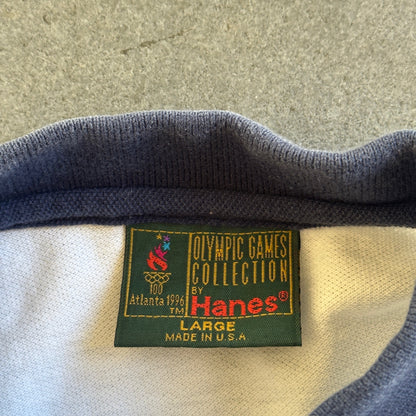 100
Atlanta 1996
TM
OLYMPIC GAMES
COLLECTION
BY
Hanes®
LARGE
MADE IN U.S.A.